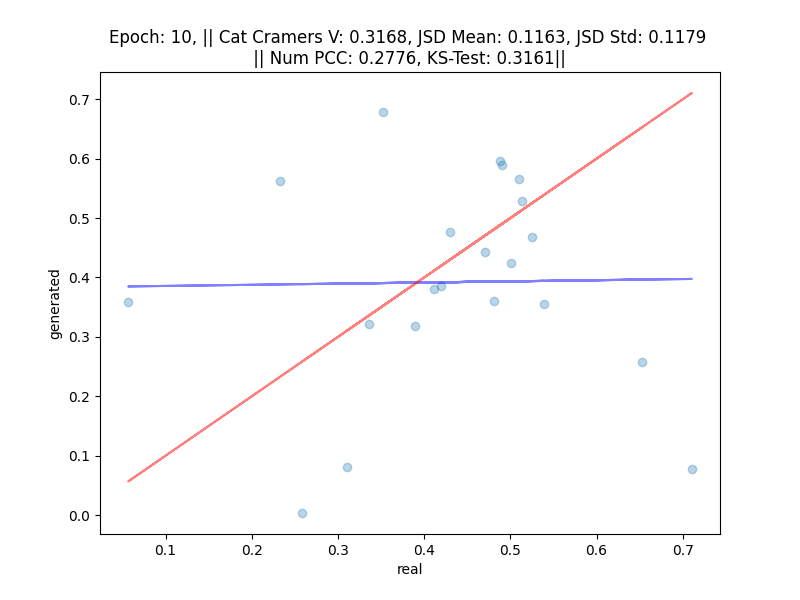 Epoch: 10, || Cat Cramers V: 0.3168, JSD Mean: 0.1163, JSD Std: 0.1179
|| Num PCC: 0.2776, KS-Test: 0.3161||
generated
0.7
0.6
0.5
0.4
0.3
0.2
0.1
0.0
0.1 0.2 0.3 0.4 0.5 0.6 0.7
real